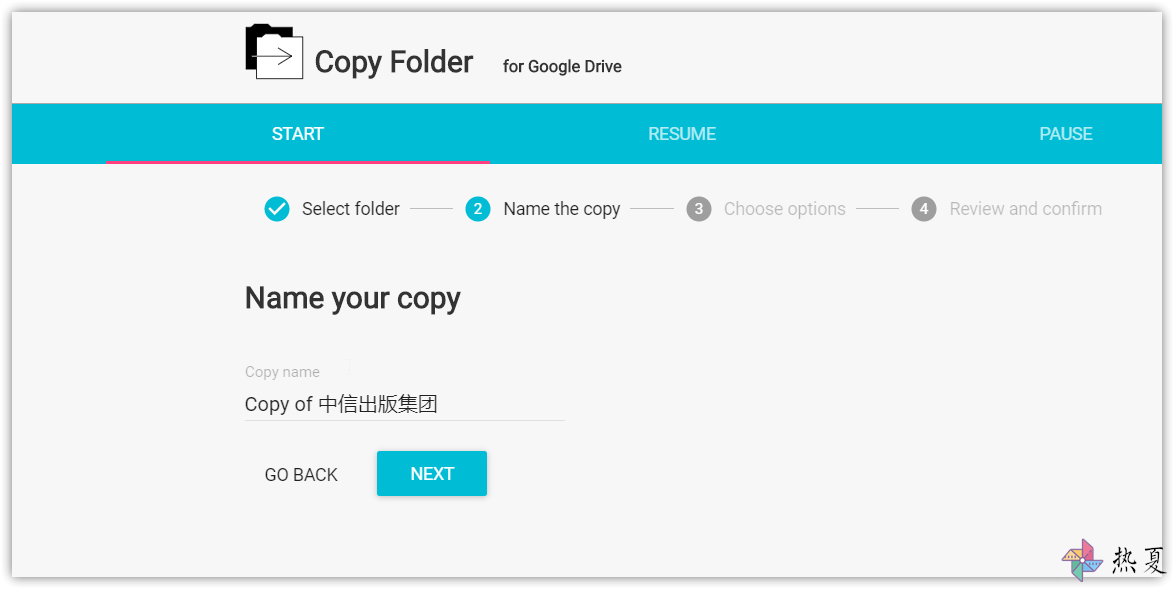 Copy Folder for Google Drive
START RESUME PAUSE
Select folder 2 Name the copy 3 Choose options 4 Review and confirm
Name your copy
Copy name
Copy of 中信出版集团
GO BACK NEXT
热夏